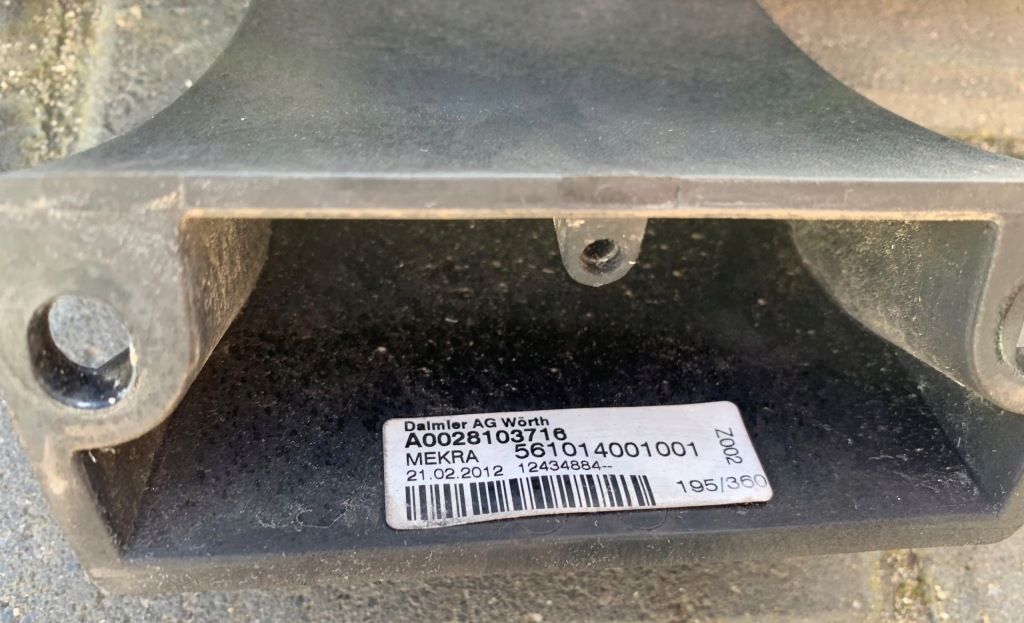 Daimler AG Wörth
A0028103716
MEKRA 561014001001
21.02.2012 12434884--
Z002
195/360